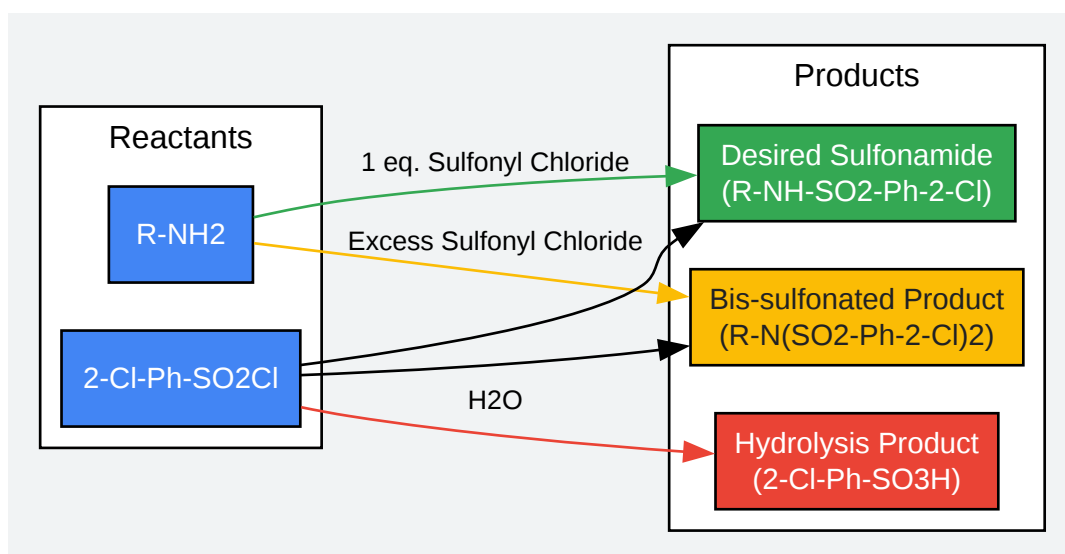 Reactants
R-NH2
2-Cl-Ph-SO2Cl
1 eq. Sulfonyl Chloride
Excess Sulfonyl Chloride
H2O
Products
Desired Sulfonamide
(R-NH-SO2-Ph-2-Cl)
Bis-sulfonated Product
(R-N(SO2-Ph-2-Cl)2)
Hydrolysis Product
(2-Cl-Ph-SO3H)